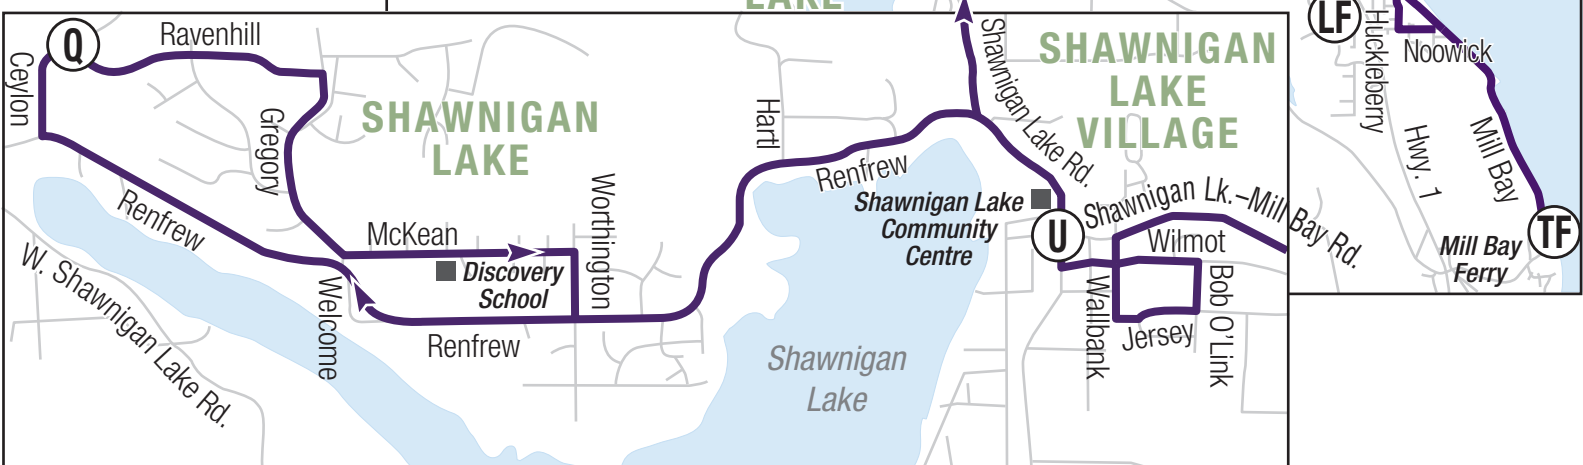 LAKE
Q
Ravenhill
Ceylon
Gregory
SHAWNIGAN
LAKE
Renfrew
W. Shawnigan Lake Rd.
McKean
Discovery
School
Worthington
Welcome
Renfrew
Hartl
Renfrew
Shawnigan Lake Rd.
SHAWNIGAN
LAKE
VILLAGE
Shawnigan Lake
Community
Centre
U
Shawnigan Lk.–Mill Bay Rd.
Wilmot
Wallbank
Jersey
Bob O'Link
Shawnigan
Lake
LF
Huckleberry
Noowick
Hwy. 1
Mill Bay
Mill Bay
Ferry
TF